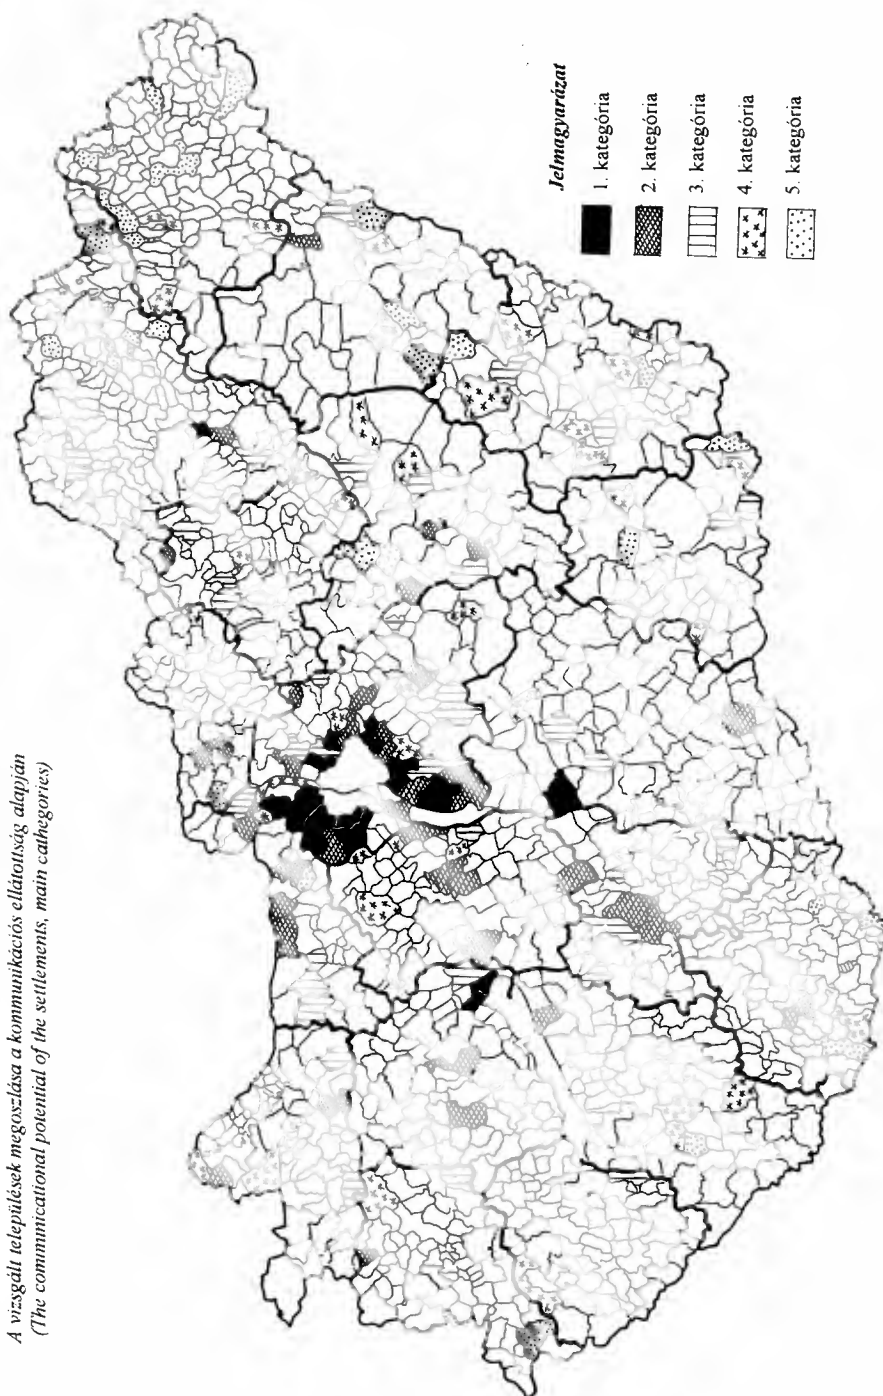 A vizsgált települések megoszlása a kommunikációs ellátottság alapján
(The communicational potential of the settlements, main cathegories)
Jelmagyarázat
1. kategória
2. kategória
3. kategória
4. kategória
5. kategória